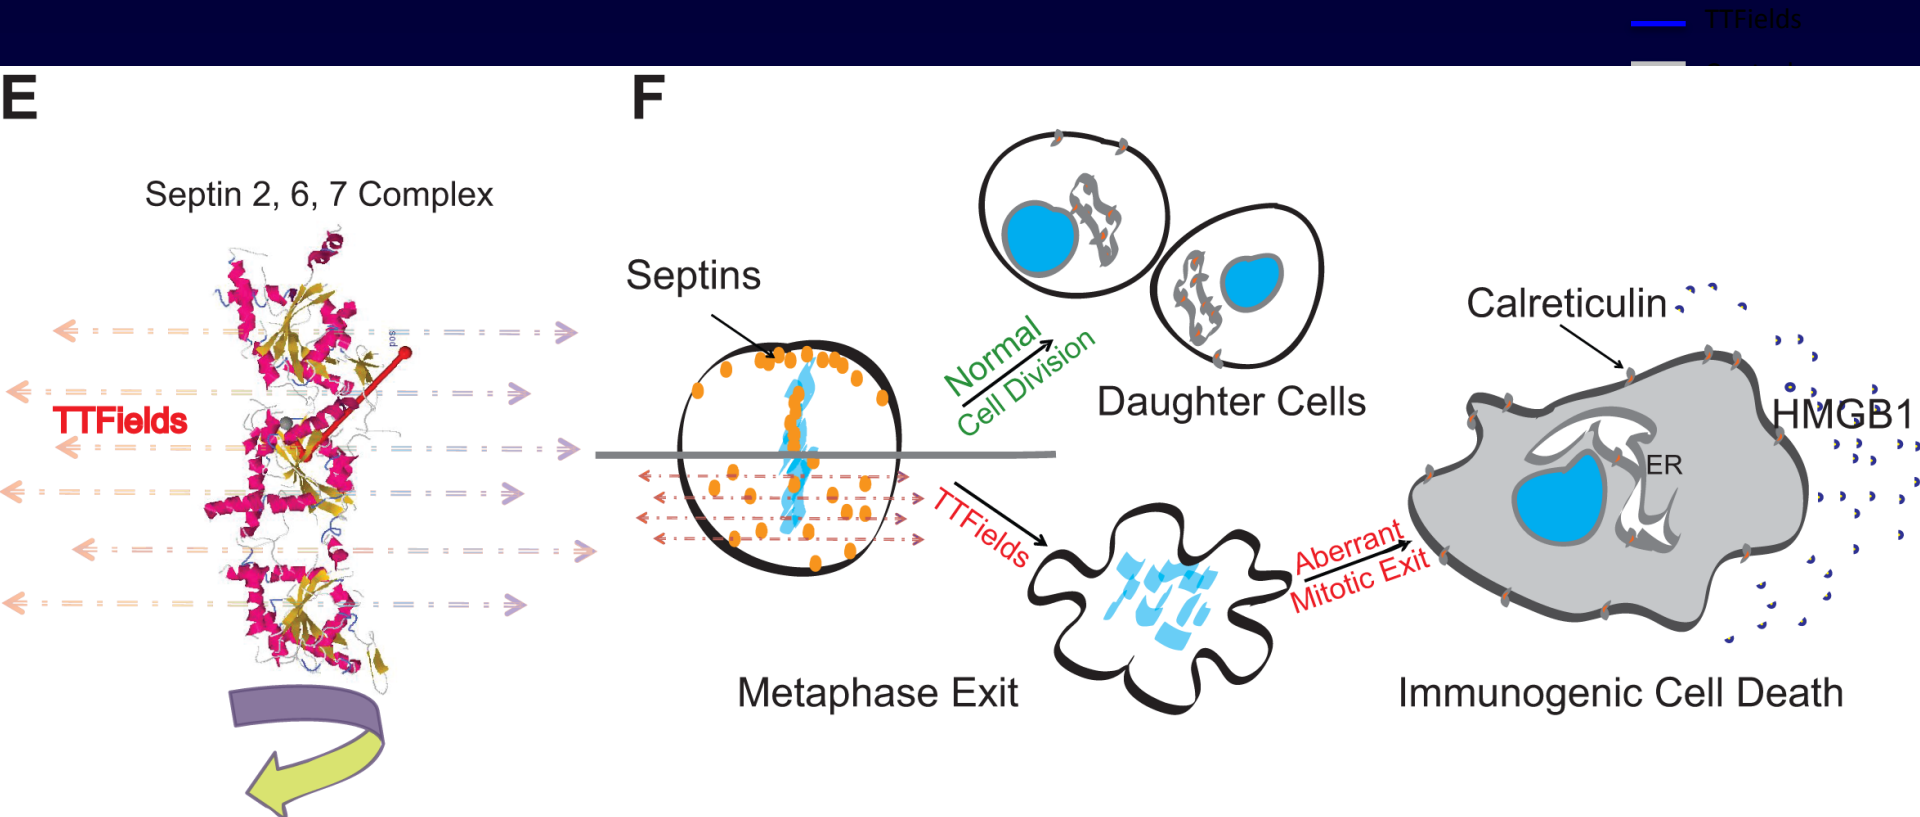 TTFields
E
F
Septin 2, 6, 7 Complex
pos
TTFields
Septins
Normal
Cell Division
Daughter Cells
TTFields
Metaphase Exit
Aberrant
Mitotic Exit
Calreticulin
HMGB1
ER
Immunogenic Cell Death